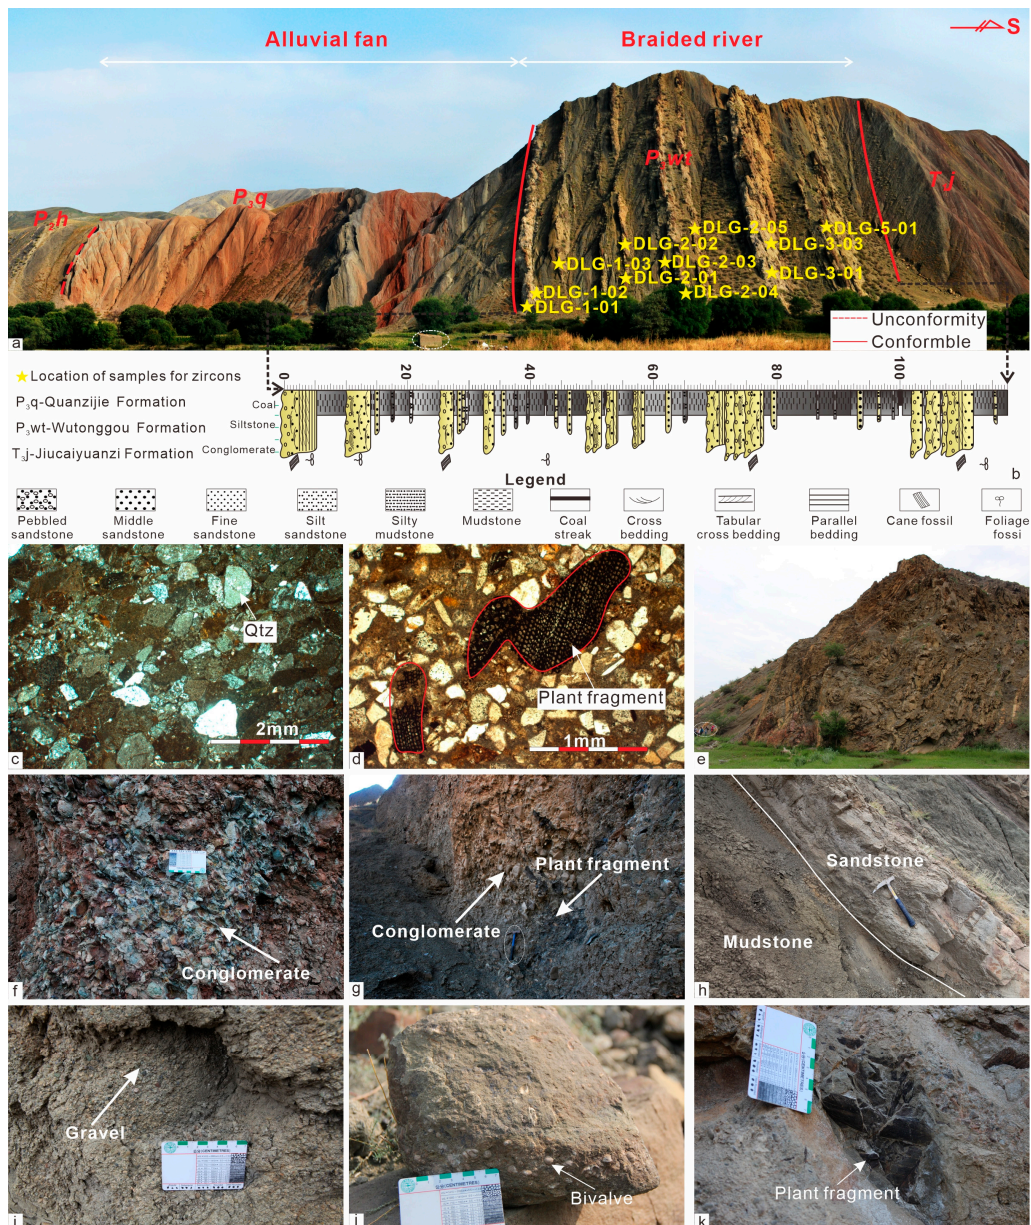 Alluvial fan
Braided river
S
P₂h
P₃q
P₃wt
T₁j
DLG-2-05
DLG-5-01
DLG-2-02
DLG-3-03
DLG-1-03
DLG-2-03
DLG-2-01
DLG-3-01
DLG-1-02
DLG-2-04
DLG-1-01
Unconformity
Conformble
a
Location of samples for zircons
P₃q-Quanzijie Formation
P₃wt-Wutonggou Formation
T₃j-Jiucaiyuanzi Formation
0 20 40 60 80 100
Coal
Siltstone
Conglomerate
b
Legend
Pebbled sandstone
Middle sandstone
Fine sandstone
Silt sandstone
Silty mudstone
Mudstone
Coal streak
Cross bedding
Tabular cross bedding
Parallel bedding
Cane fossil
Foliage fossi
Qtz
2mm
c
Plant fragment
1mm
d
e
Conglomerate
f
Plant fragment
Conglomerate
g
Sandstone
Mudstone
h
Gravel
(CENTIMETRES)
i
Bivalve
(CENTIMETRES)
j
Plant fragment
k